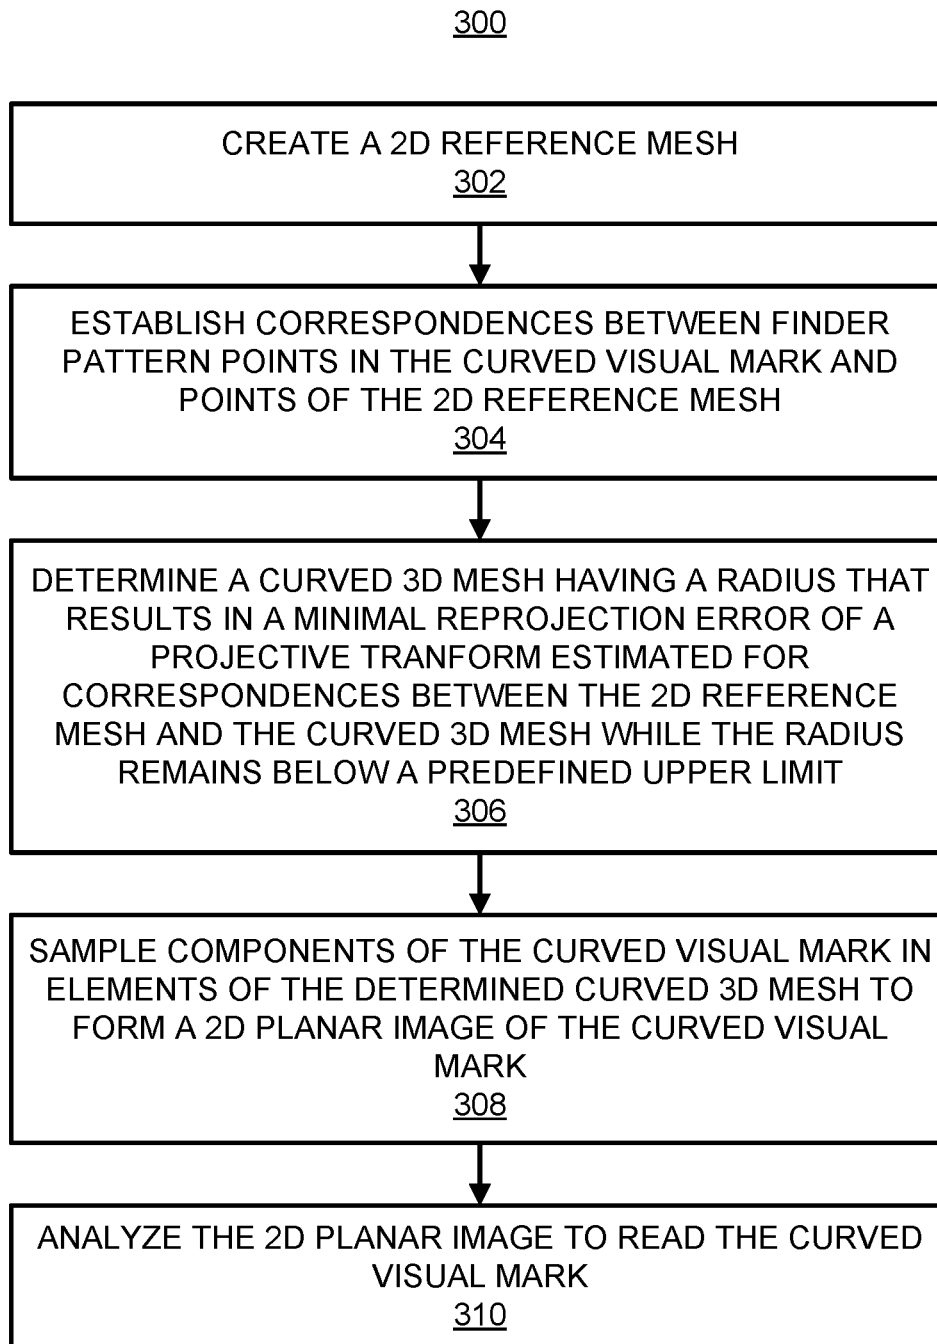 300
CREATE A 2D REFERENCE MESH
302
ESTABLISH CORRESPONDENCES BETWEEN FINDER
PATTERN POINTS IN THE CURVED VISUAL MARK AND
POINTS OF THE 2D REFERENCE MESH
304
DETERMINE A CURVED 3D MESH HAVING A RADIUS THAT
RESULTS IN A MINIMAL REPROJECTION ERROR OF A
PROJECTIVE TRANFORM ESTIMATED FOR
CORRESPONDENCES BETWEEN THE 2D REFERENCE
MESH AND THE CURVED 3D MESH WHILE THE RADIUS
REMAINS BELOW A PREDEFINED UPPER LIMIT
306
SAMPLE COMPONENTS OF THE CURVED VISUAL MARK IN
ELEMENTS OF THE DETERMINED CURVED 3D MESH TO
FORM A 2D PLANAR IMAGE OF THE CURVED VISUAL
MARK
308
ANALYZE THE 2D PLANAR IMAGE TO READ THE CURVED
VISUAL MARK
310